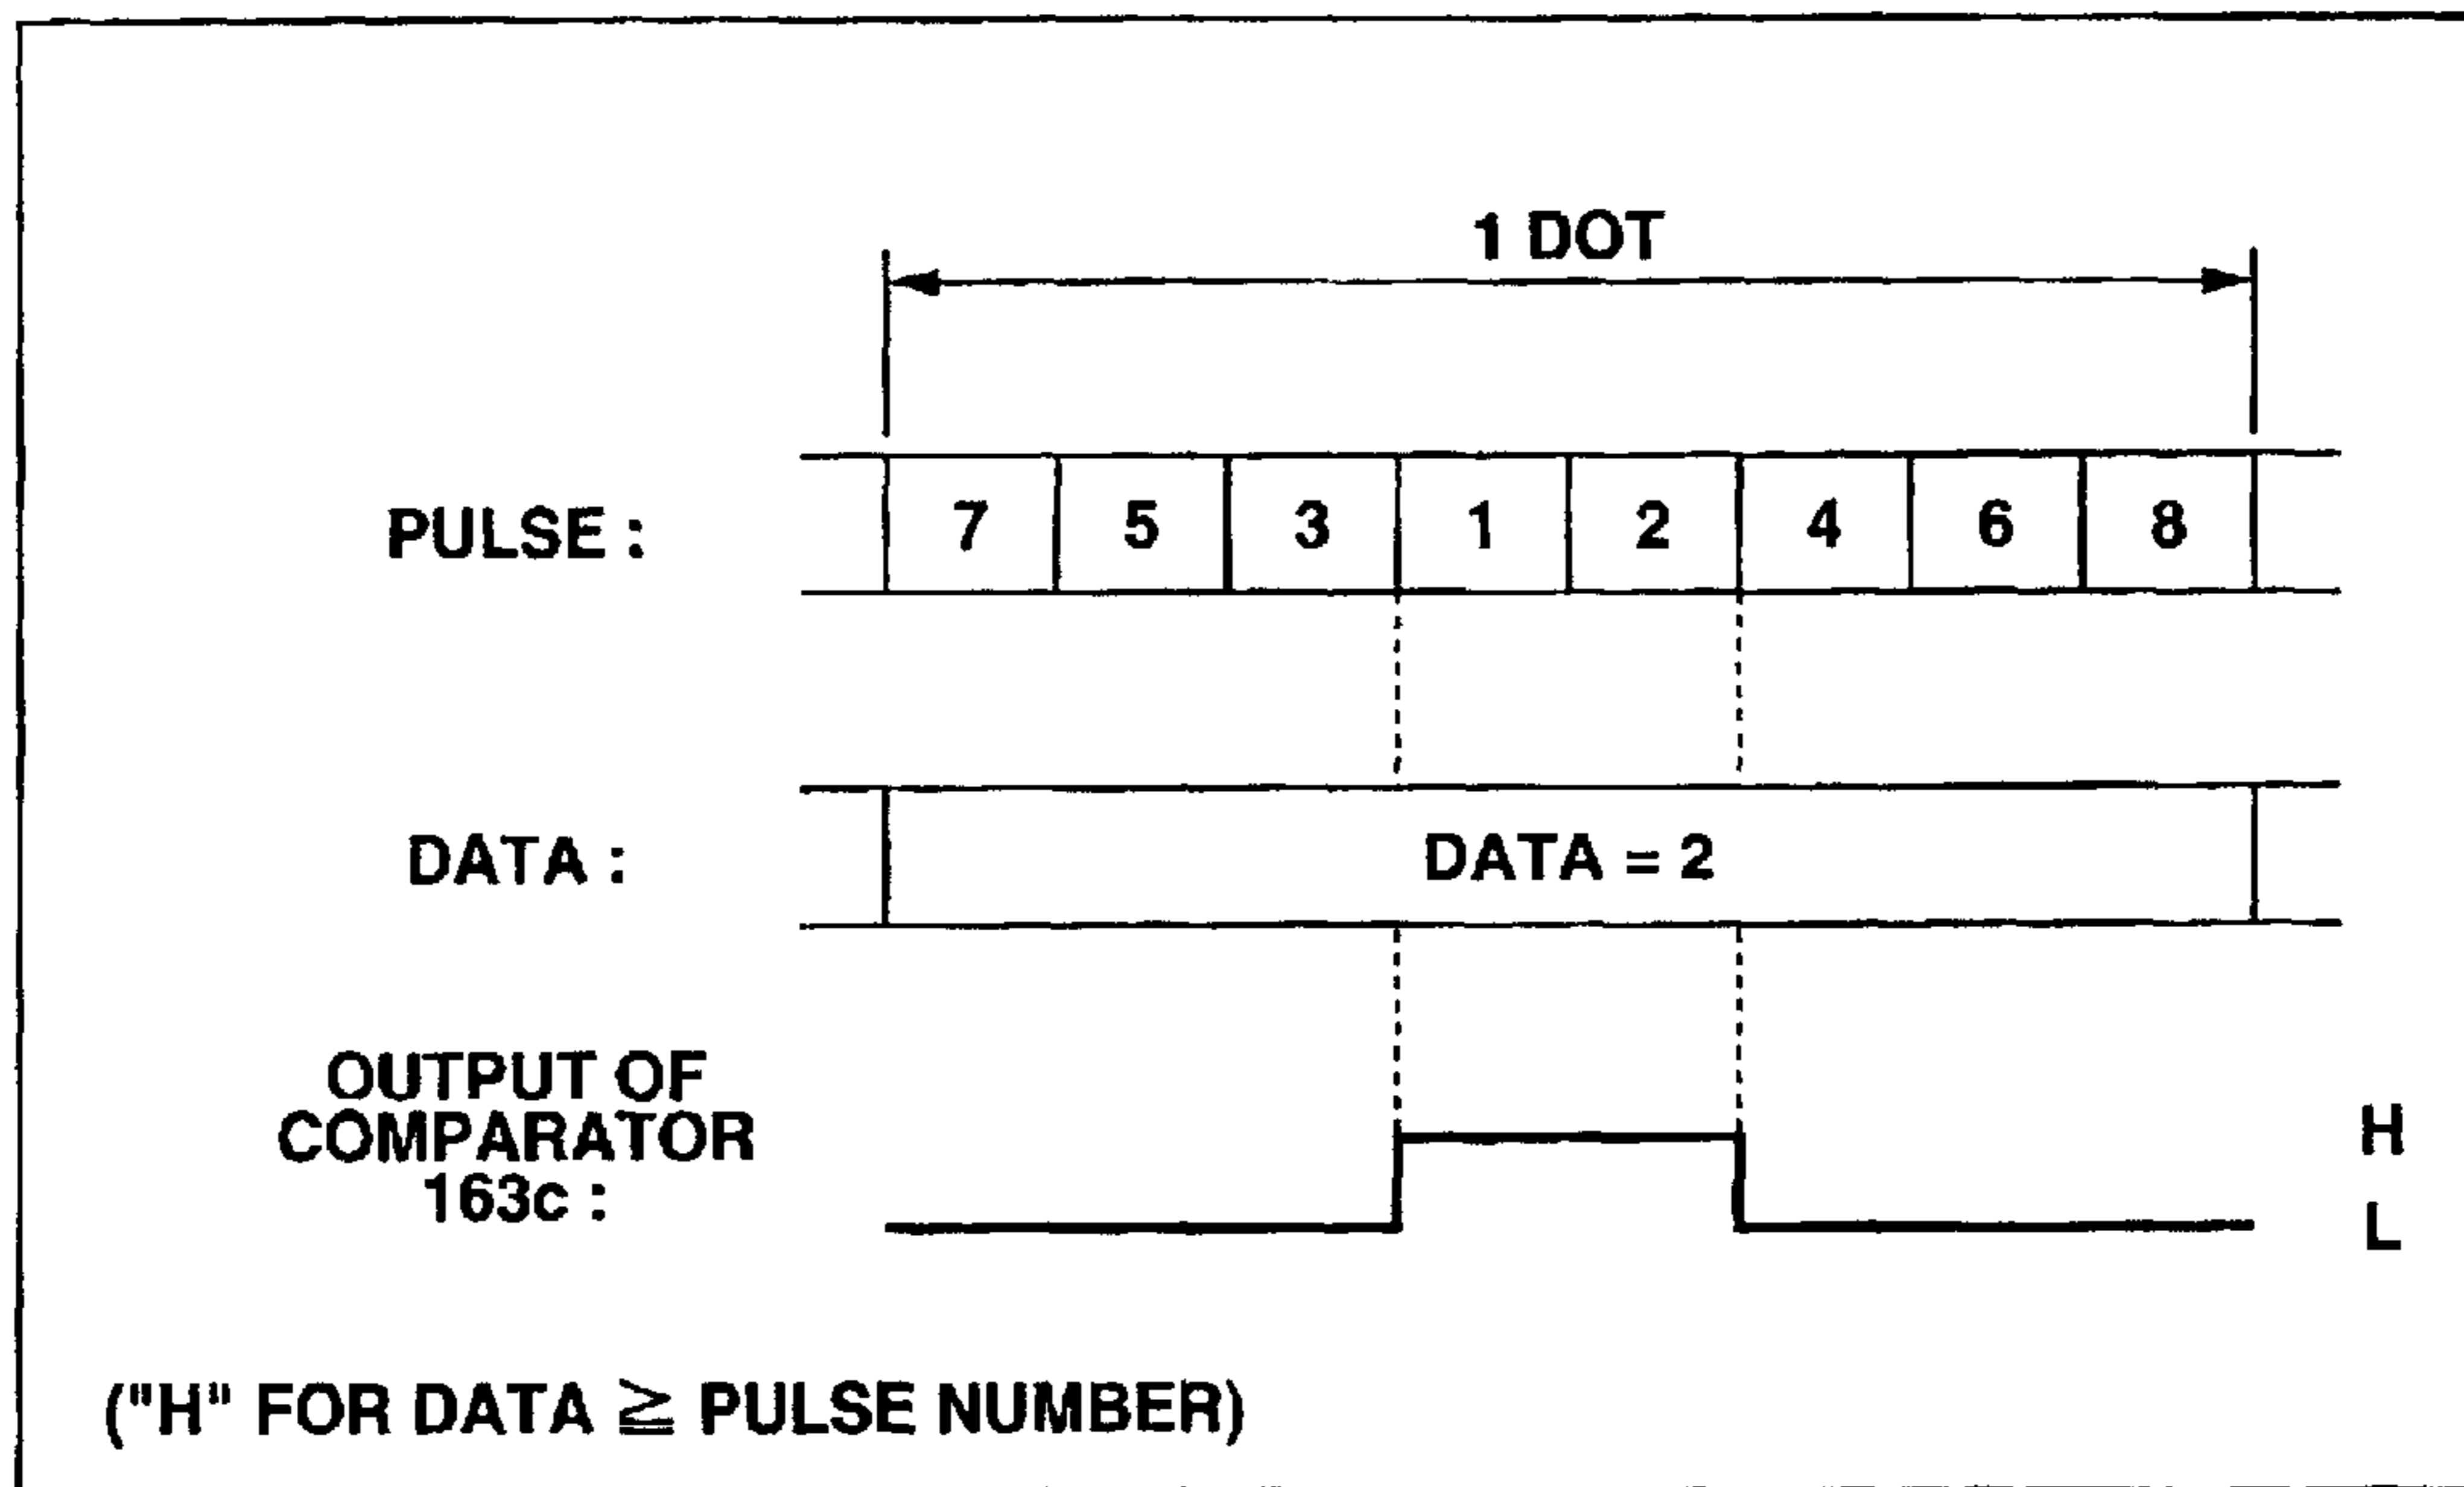 1 DOT
PULSE : 7 5 3 1 2 4 6 8
DATA : DATA = 2
OUTPUT OF
COMPARATOR
163c :
H
L
("H" FOR DATA ≧ PULSE NUMBER)